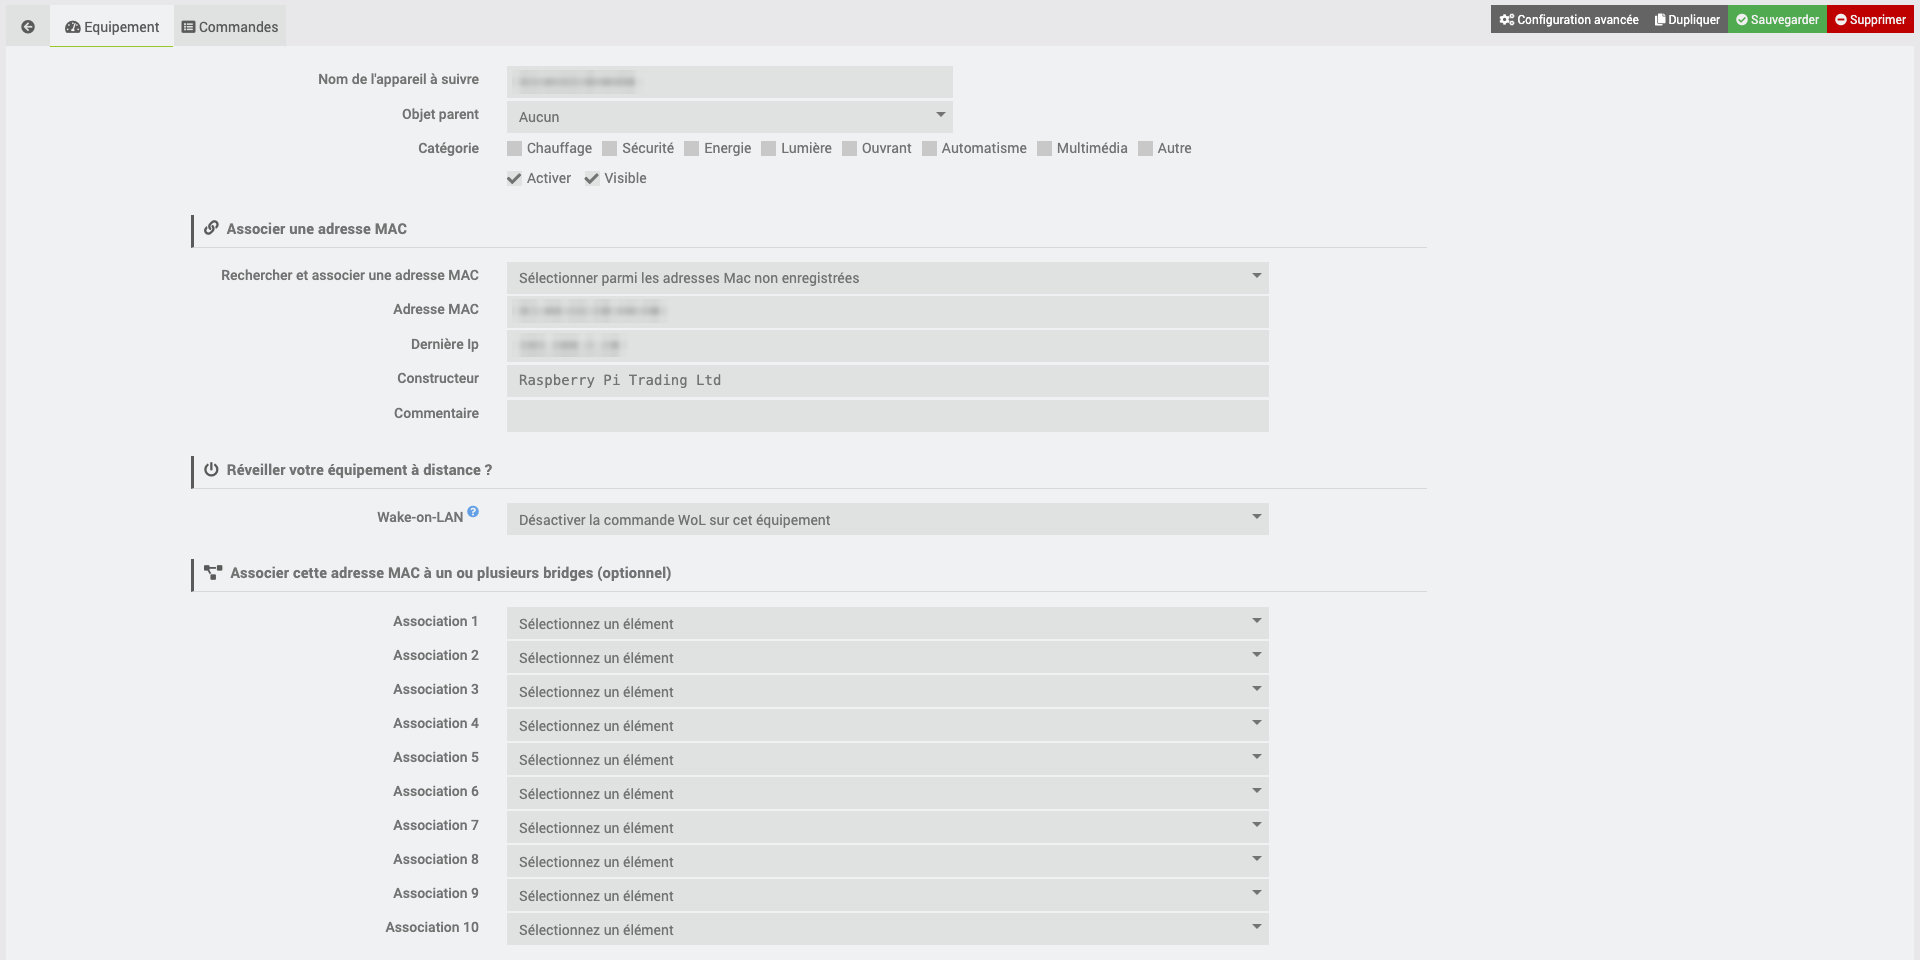 Equipement
Commandes
Configuration avancée
Dupliquer
Sauvegarder
Supprimer
Nom de l'appareil à suivre
Objet parent Aucun
Catégorie Chauffage Sécurité Energie Lumière Ouvrant Automatisme Multimédia Autre
Activer Visible
Associer une adresse MAC
Rechercher et associer une adresse MAC Sélectionner parmi les adresses Mac non enregistrées
Adresse MAC
Dernière Ip
Constructeur Raspberry Pi Trading Ltd
Commentaire
Réveiller votre équipement à distance ?
Wake-on-LAN ? Désactiver la commande WoL sur cet équipement
Associer cette adresse MAC à un ou plusieurs bridges (optionnel)
Association 1 Sélectionnez un élément
Association 2 Sélectionnez un élément
Association 3 Sélectionnez un élément
Association 4 Sélectionnez un élément
Association 5 Sélectionnez un élément
Association 6 Sélectionnez un élément
Association 7 Sélectionnez un élément
Association 8 Sélectionnez un élément
Association 9 Sélectionnez un élément
Association 10 Sélectionnez un élément